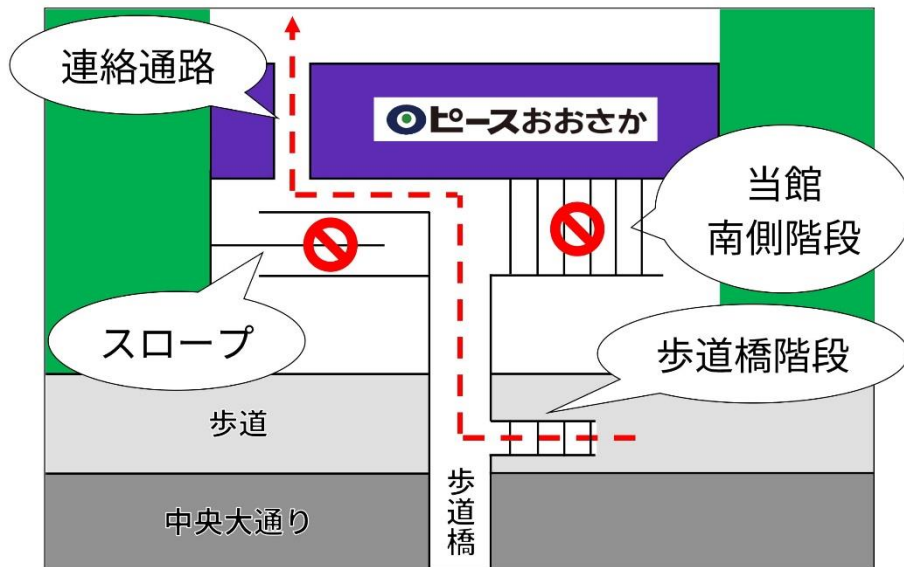 連絡通路
ピースおおさか
当館
南側階段
スロープ
歩道橋階段
歩道
中央大通り
歩道橋